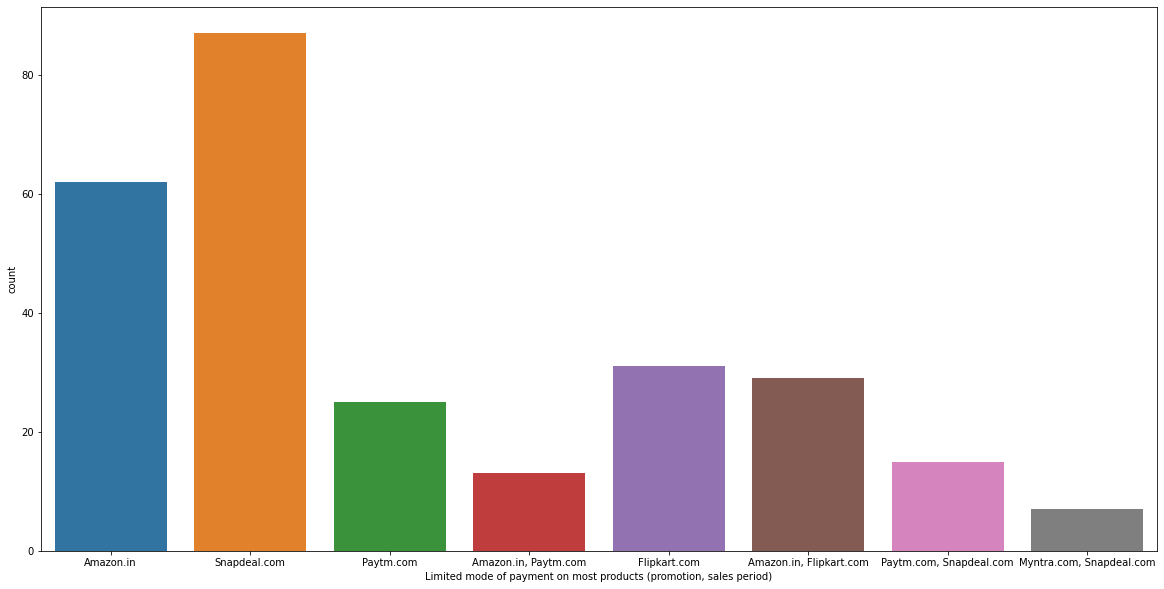 80
60
40
20
0
count
Amazon.in Snapdeal.com Paytm.com Amazon.in, Paytm.com Flipkart.com Amazon.in, Flipkart.com Paytm.com, Snapdeal.com Myntra.com, Snapdeal.com
Limited mode of payment on most products (promotion, sales period)